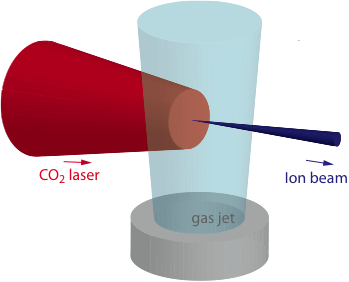 CO₂ laser
gas jet
Ion beam